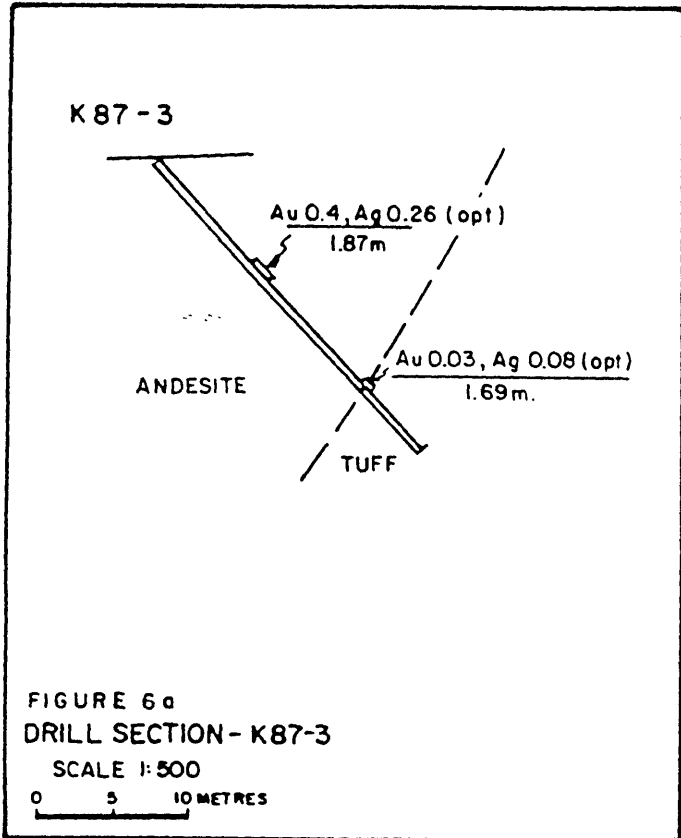 K 87-3
Au 0.4, Ag 0.26 (opt)
1.87m
Au 0.03, Ag 0.08 (opt)
1.69m.
ANDESITE
TUFF
FIGURE 6a
DRILL SECTION - K87-3
SCALE 1:500
0 5 10 METRES